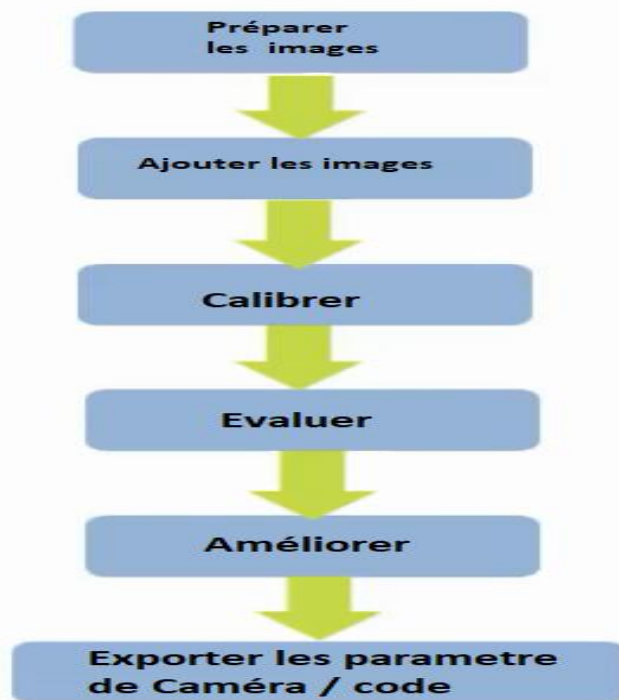 Préparer
les images
Ajouter les images
Calibrer
Evaluer
Améliorer
Exporter les parametre
de Caméra / code